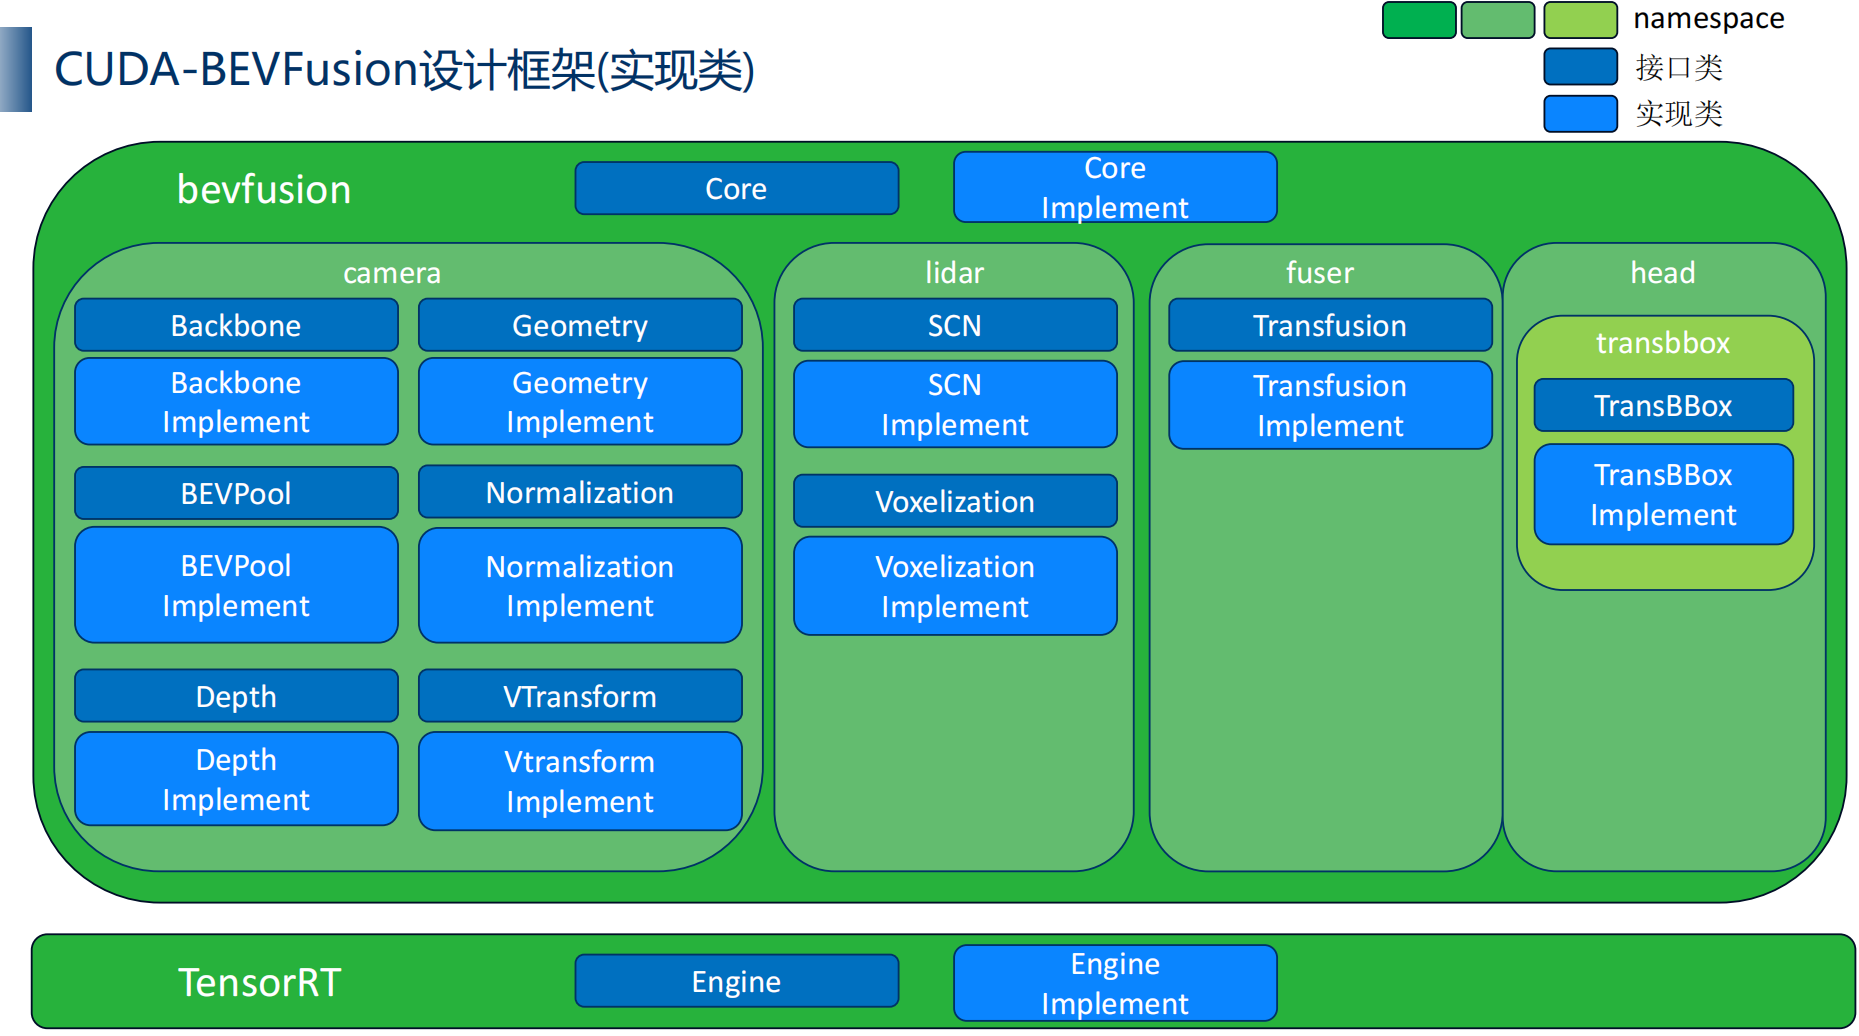 CUDA-BEVFusion设计框架(实现类)
namespace
接口类
实现类
bevfusion
Core
Core
Implement
camera
Backbone
Geometry
Backbone
Implement
Geometry
Implement
BEVPool
Normalization
BEVPool
Implement
Normalization
Implement
Depth
VTransform
Depth
Implement
Vtransform
Implement
lidar
SCN
SCN
Implement
Voxelization
Voxelization
Implement
fuser
Transfusion
Transfusion
Implement
head
transbbox
TransBBox
TransBBox
Implement
TensorRT
Engine
Engine
Implement